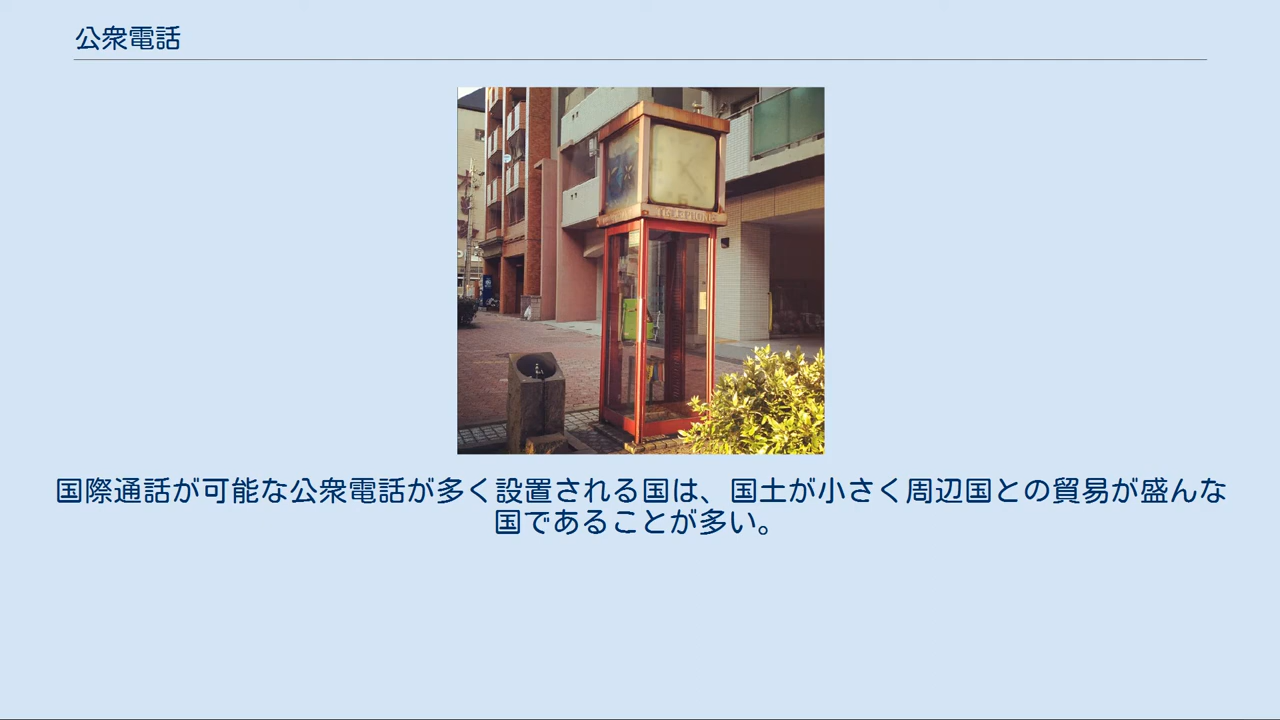 公衆電話
TELEPHONE
国際通話が可能な公衆電話が多く設置される国は、国土が小さく周辺国との貿易が盛んな
国であることが多い。